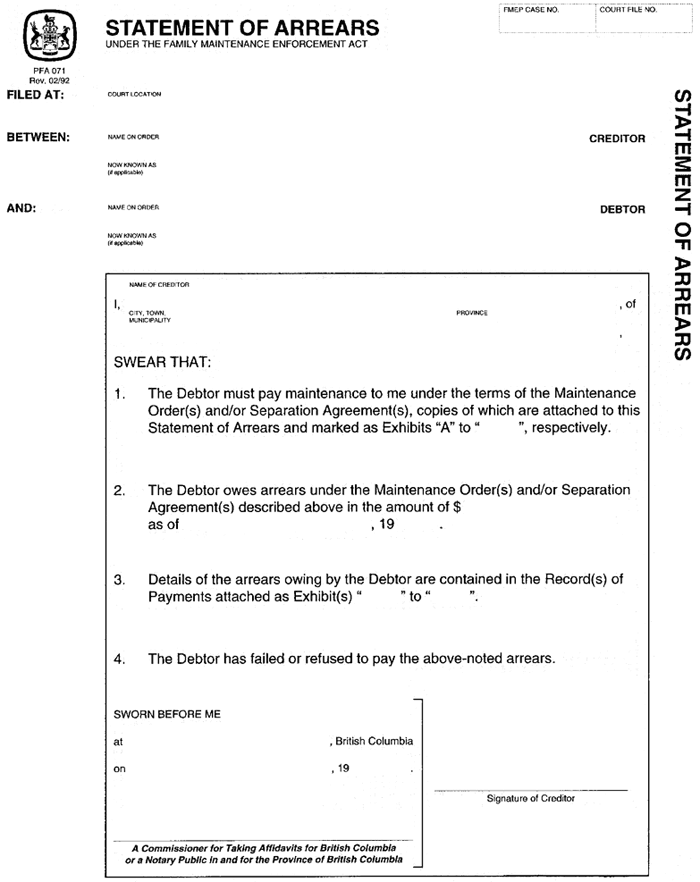 FMEP CASE NO.
COURT FILE NO.
STATEMENT OF ARREARS
UNDER THE FAMILY MAINTENANCE ENFORCEMENT ACT
PFA 071
Rev. 02/92
FILED AT:
COURT LOCATION
BETWEEN:
NAME ON ORDER
CREDITOR
NOW KNOWN AS
(if applicable)
AND:
NAME ON ORDER
DEBTOR
NOW KNOWN AS
(if applicable)
STATEMENT OF ARREARS
NAME OF CREDITOR
I, , of
CITY, TOWN, PROVINCE
MUNICIPALITY
,
SWEAR THAT:
1. The Debtor must pay maintenance to me under the terms of the Maintenance
Order(s) and/or Separation Agreement(s), copies of which are attached to this
Statement of Arrears and marked as Exhibits “A” to “ ”, respectively.
2. The Debtor owes arrears under the Maintenance Order(s) and/or Separation
Agreement(s) described above in the amount of $
as of , 19 .
3. Details of the arrears owing by the Debtor are contained in the Record(s) of
Payments attached as Exhibit(s) “ ” to “ ”.
4. The Debtor has failed or refused to pay the above-noted arrears.
SWORN BEFORE ME
at , British Columbia
on , 19 .
Signature of Creditor
A Commissioner for Taking Affidavits for British Columbia
or a Notary Public in and for the Province of British Columbia